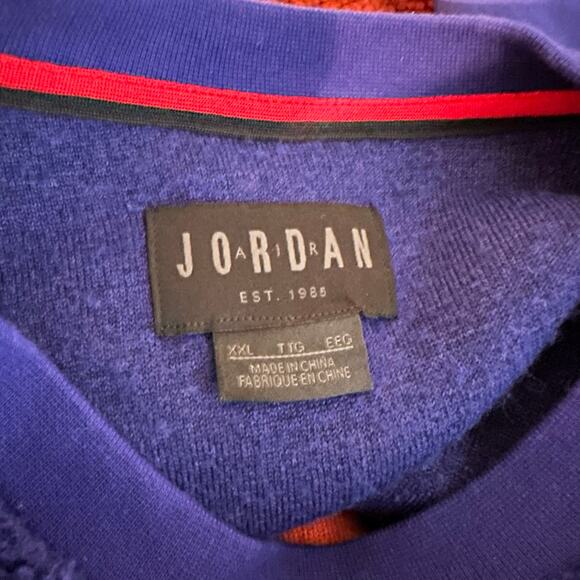 JORDAN
AIR
EST. 1985
XXL TTG EEG
MADE IN CHINA
FABRIQUE EN CHINE